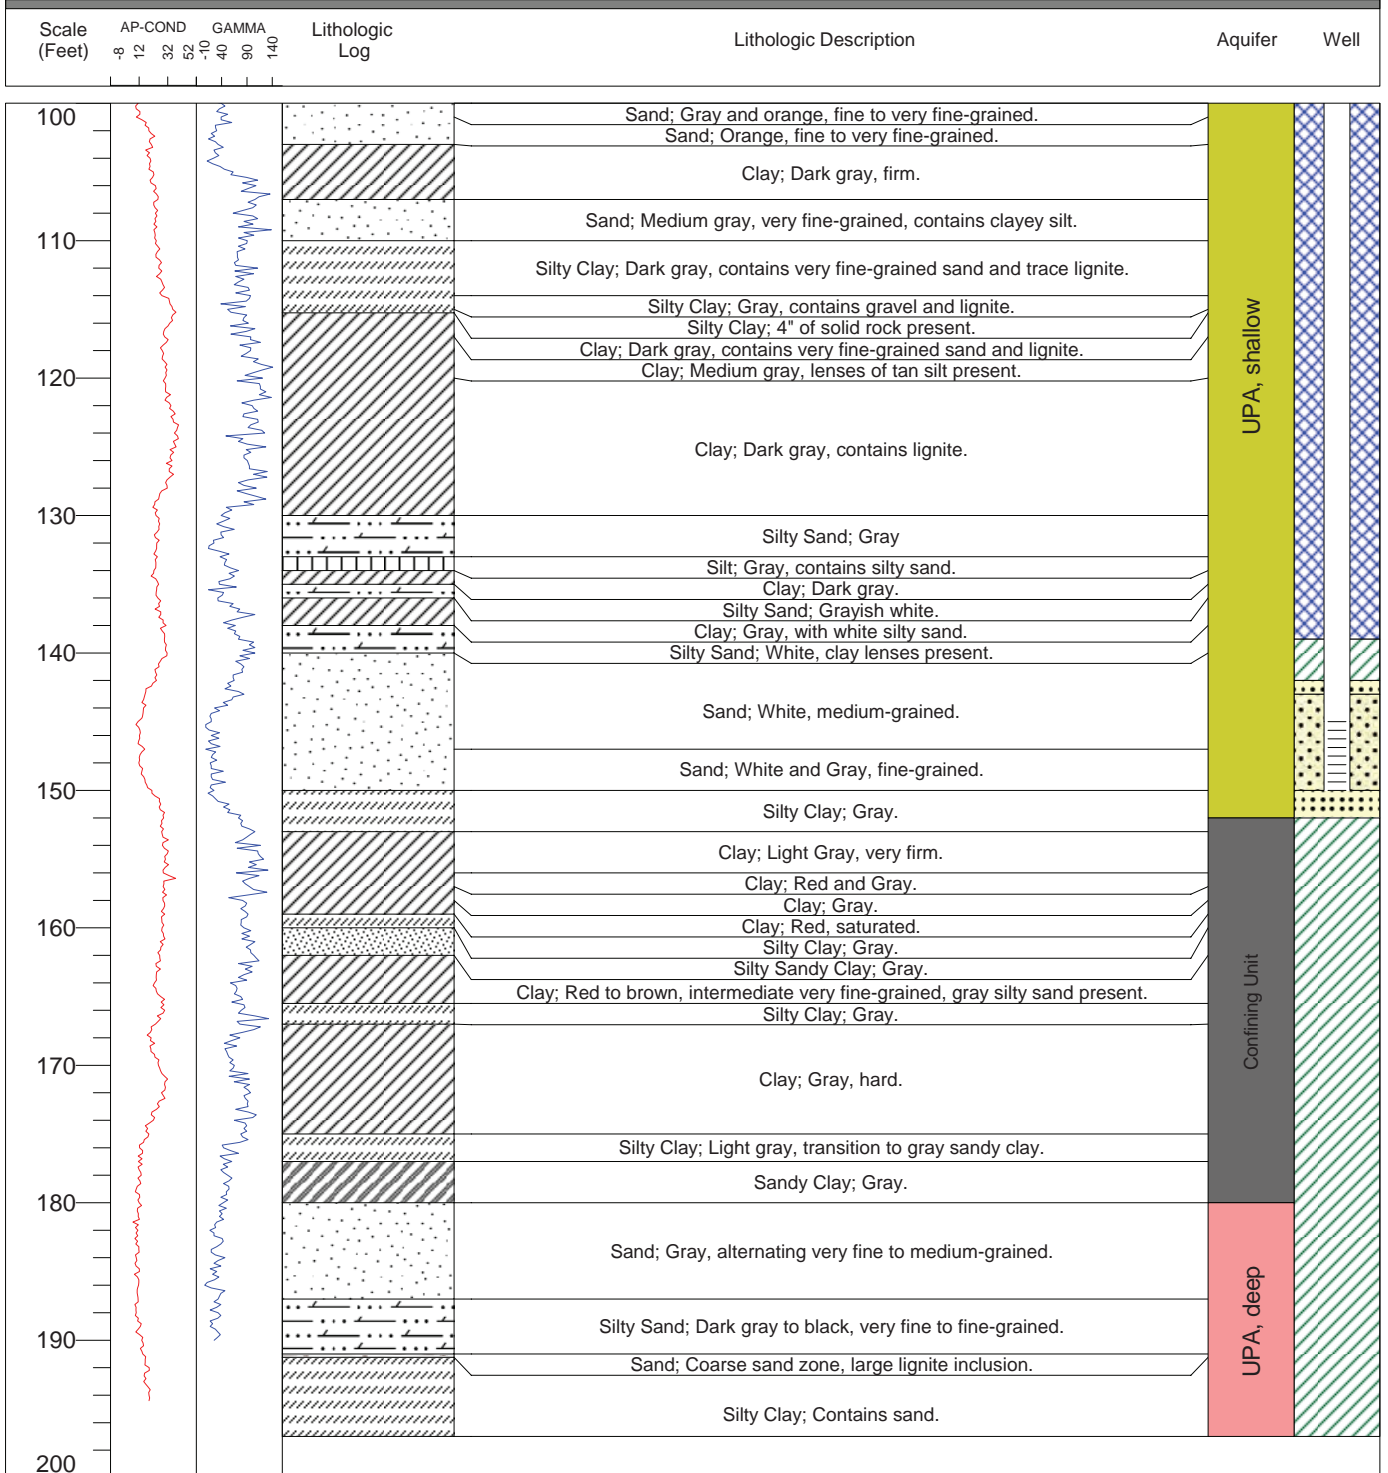 Scale
(Feet)
AP-COND
-8 12 32 52
GAMMA
-10 40 90 140
Lithologic
Log
Lithologic Description
Aquifer
Well
100
Sand; Gray and orange, fine to very fine-grained.
Sand; Orange, fine to very fine-grained.
Clay; Dark gray, firm.
Sand; Medium gray, very fine-grained, contains clayey silt.
110
Silty Clay; Dark gray, contains very fine-grained sand and trace lignite.
Silty Clay; Gray, contains gravel and lignite.
Silty Clay; 4" of solid rock present.
Clay; Dark gray, contains very fine-grained sand and lignite.
Clay; Medium gray, lenses of tan silt present.
120
UPA, shallow
Clay; Dark gray, contains lignite.
130
Silty Sand; Gray
Silt; Gray, contains silty sand.
Clay; Dark gray.
Silty Sand; Grayish white.
Clay; Gray, with white silty sand.
140
Silty Sand; White, clay lenses present.
Sand; White, medium-grained.
Sand; White and Gray, fine-grained.
150
Silty Clay; Gray.
Clay; Light Gray, very firm.
Clay; Red and Gray.
Clay; Gray.
160
Clay; Red, saturated.
Silty Clay; Gray.
Silty Sandy Clay; Gray.
Clay; Red to brown, intermediate very fine-grained, gray silty sand present.
Silty Clay; Gray.
Confining Unit
170
Clay; Gray, hard.
Silty Clay; Light gray, transition to gray sandy clay.
Sandy Clay; Gray.
180
Sand; Gray, alternating very fine to medium-grained.
UPA, deep
190
Silty Sand; Dark gray to black, very fine to fine-grained.
Sand; Coarse sand zone, large lignite inclusion.
Silty Clay; Contains sand.
200